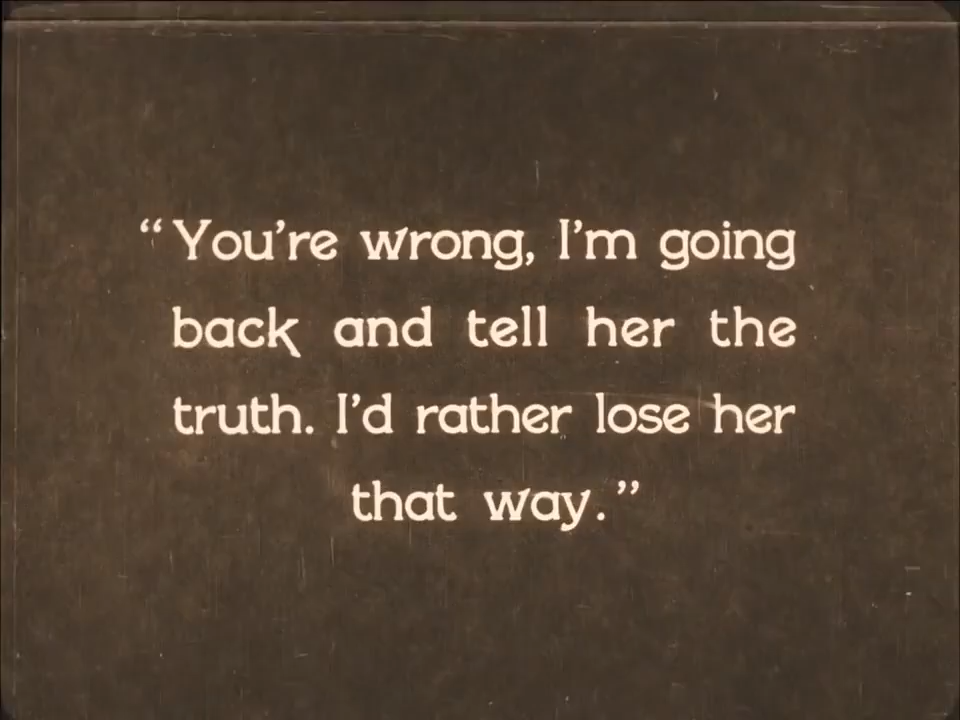 “You’re wrong, I’m going
back and tell her the
truth. I’d rather lose her
that way.”